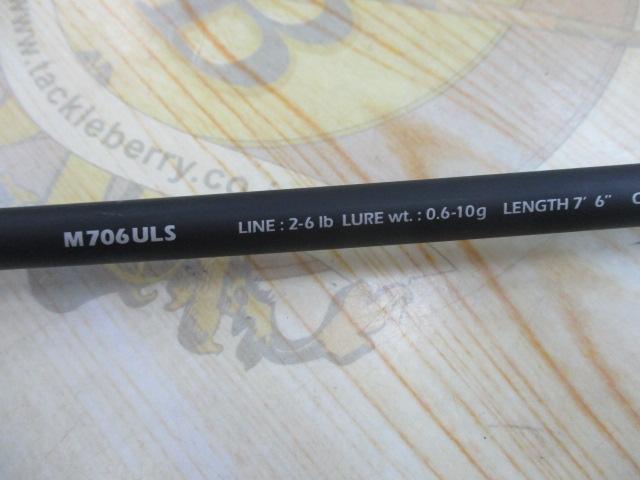 www.tackleberry.co
B
M706ULS LINE : 2-6 lb LURE wt. : 0.6-10g LENGTH 7' 6" C